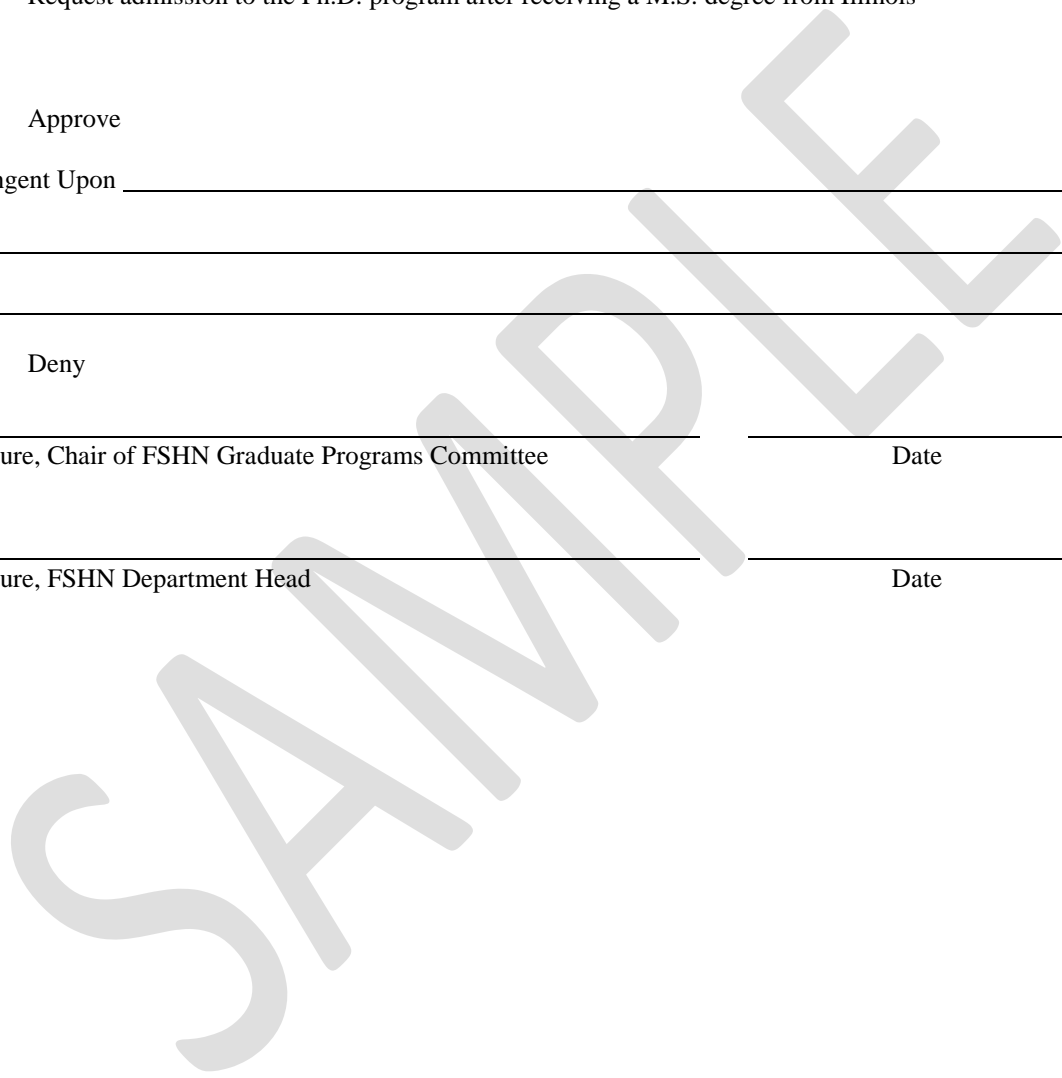 Request admission to the Ph.D. program after receiving a M.S. degree from Illinois
Approve
ngent Upon
Deny
ure, Chair of FSHN Graduate Programs Committee Date
ure, FSHN Department Head Date
SAMPLE